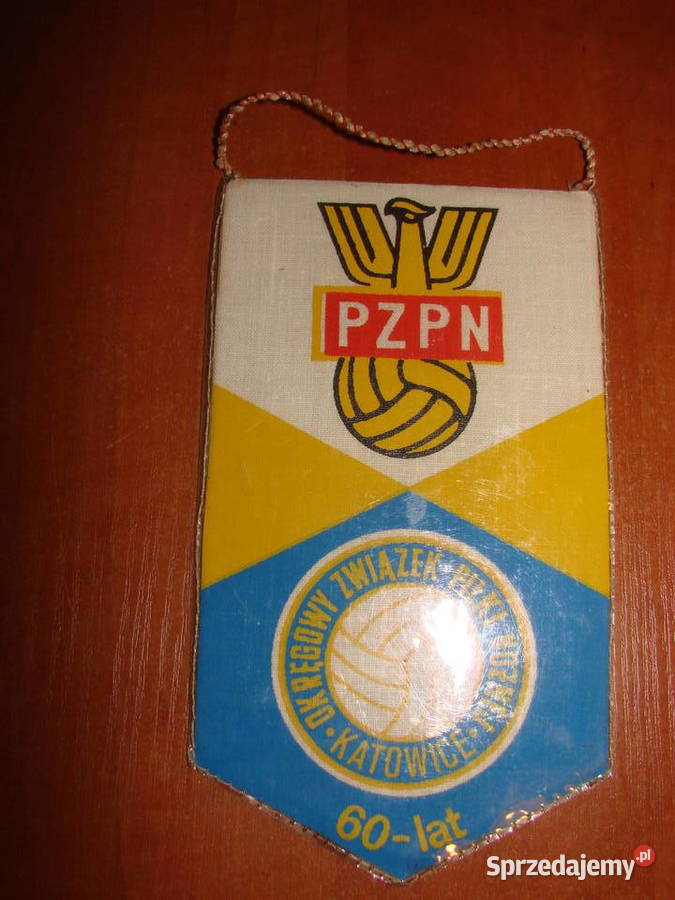 PZPN
OKRĘGOWY ZWIĄZEK PIŁKI NOŻNEJ
• KATOWICE •
60-lat
Sprzedajemy.pl